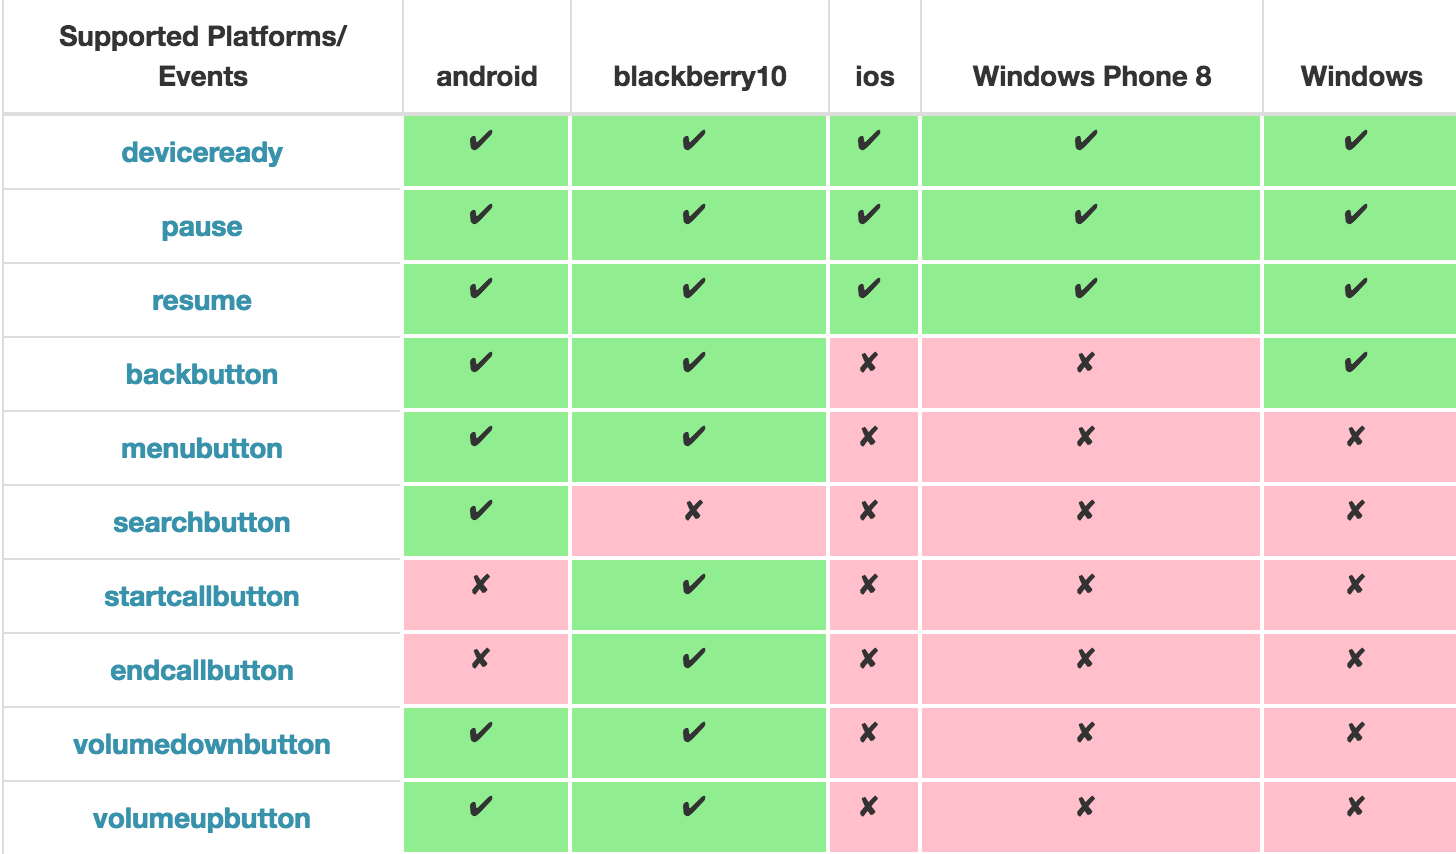 Supported Platforms/
Events android blackberry10 ios Windows Phone 8 Windows
deviceready ✔ ✔ ✔ ✔ ✔
pause ✔ ✔ ✔ ✔ ✔
resume ✔ ✔ ✔ ✔ ✔
backbutton ✔ ✔ ✘ ✘ ✔
menubutton ✔ ✔ ✘ ✘ ✘
searchbutton ✔ ✘ ✘ ✘ ✘
startcallbutton ✘ ✔ ✘ ✘ ✘
endcallbutton ✘ ✔ ✘ ✘ ✘
volumedownbutton ✔ ✔ ✘ ✘ ✘
volumeupbutton ✔ ✔ ✘ ✘ ✘